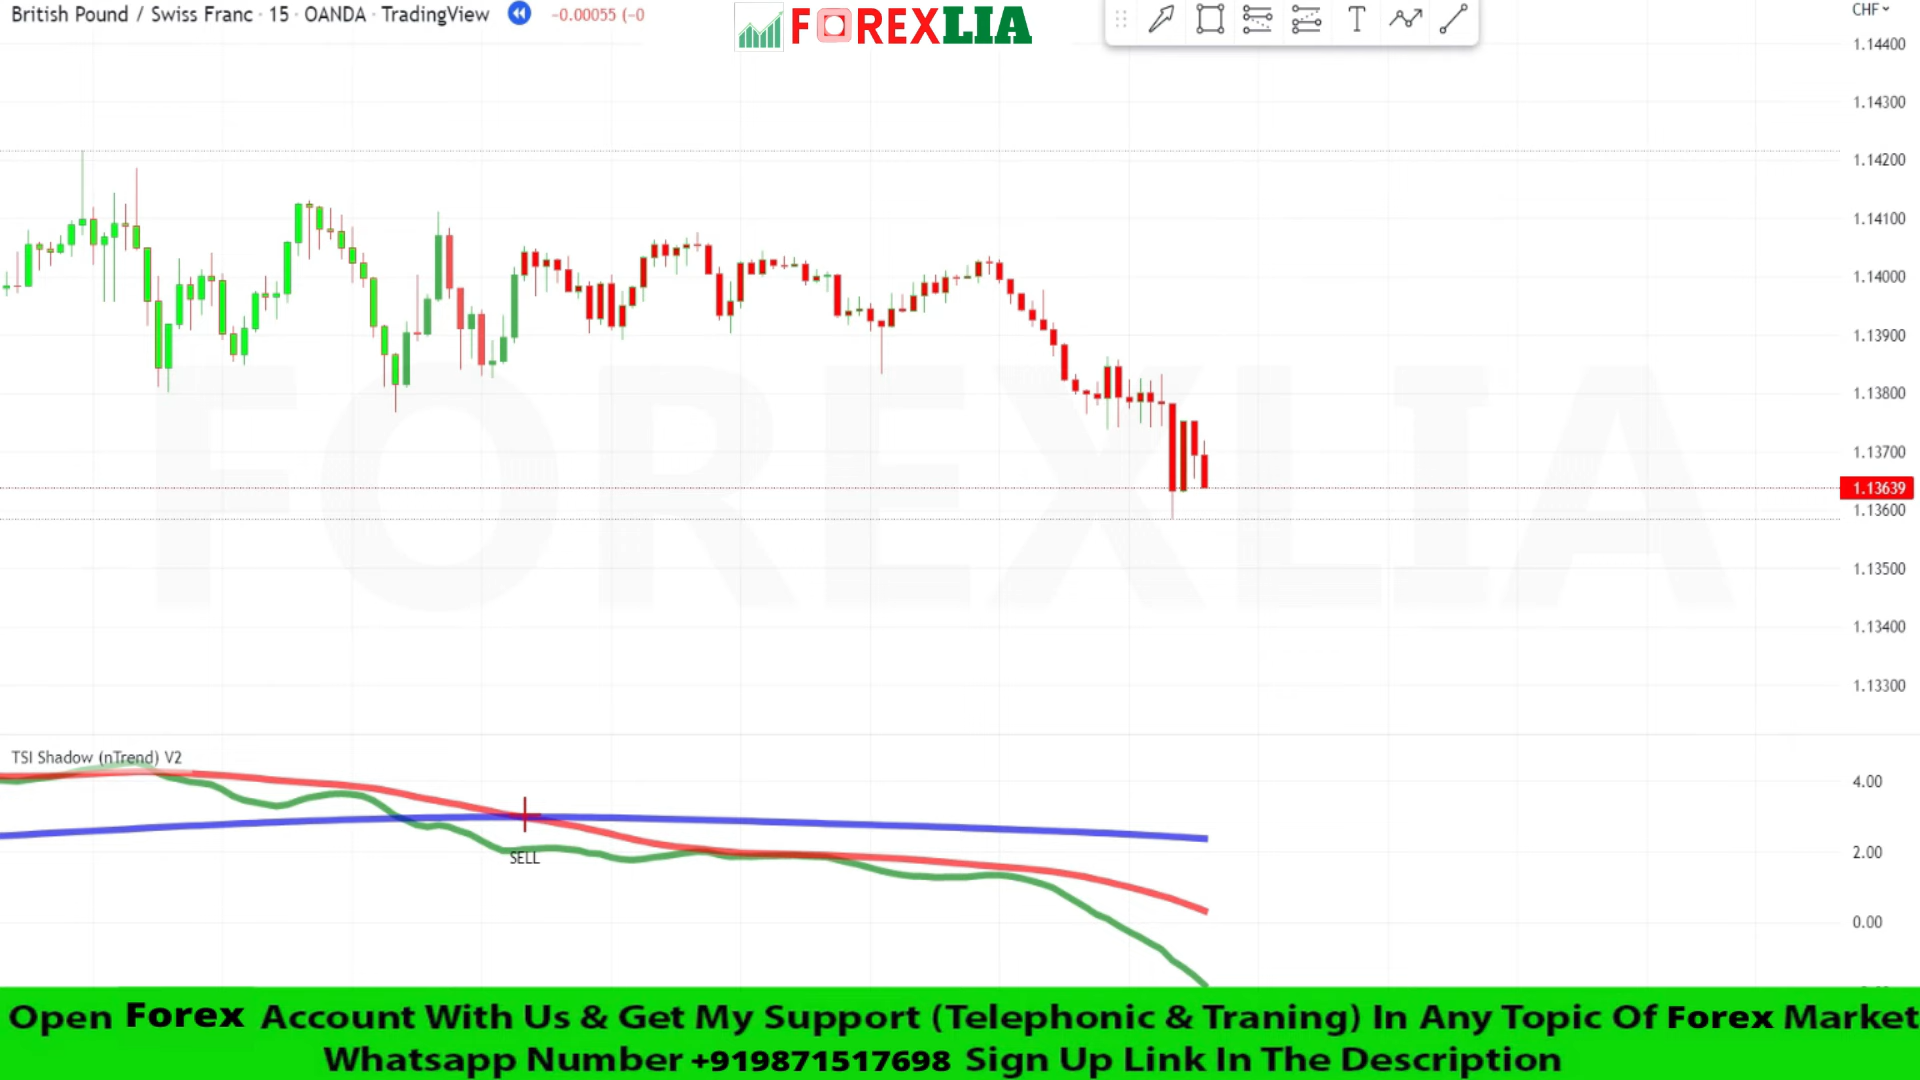 British Pound / Swiss Franc · 15 · OANDA · TradingView
−0.00055 (−0
FOREXLIA
CHF
1.14400
1.14300
1.14200
1.14100
1.14000
1.13900
1.13800
1.13700
1.13639
1.13600
1.13500
1.13400
1.13300
FOREXLIA
TSI Shadow (nTrend) V2
SELL
4.00
2.00
0.00
Open Forex Account With Us & Get My Support (Telephonic & Traning) In Any Topic Of Forex Market
Whatsapp Number +919871517698 Sign Up Link In The Description